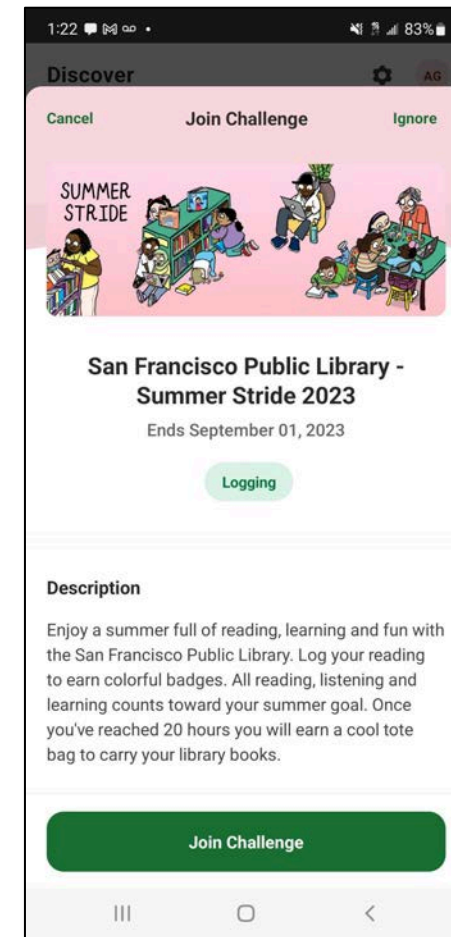 1:22 83%
Discover AG
Cancel Join Challenge Ignore
SUMMER
STRIDE
San Francisco Public Library -
Summer Stride 2023
Ends September 01, 2023
Logging
Description
Enjoy a summer full of reading, learning and fun with
the San Francisco Public Library. Log your reading
to earn colorful badges. All reading, listening and
learning counts toward your summer goal. Once
you've reached 20 hours you will earn a cool tote
bag to carry your library books.
Join Challenge